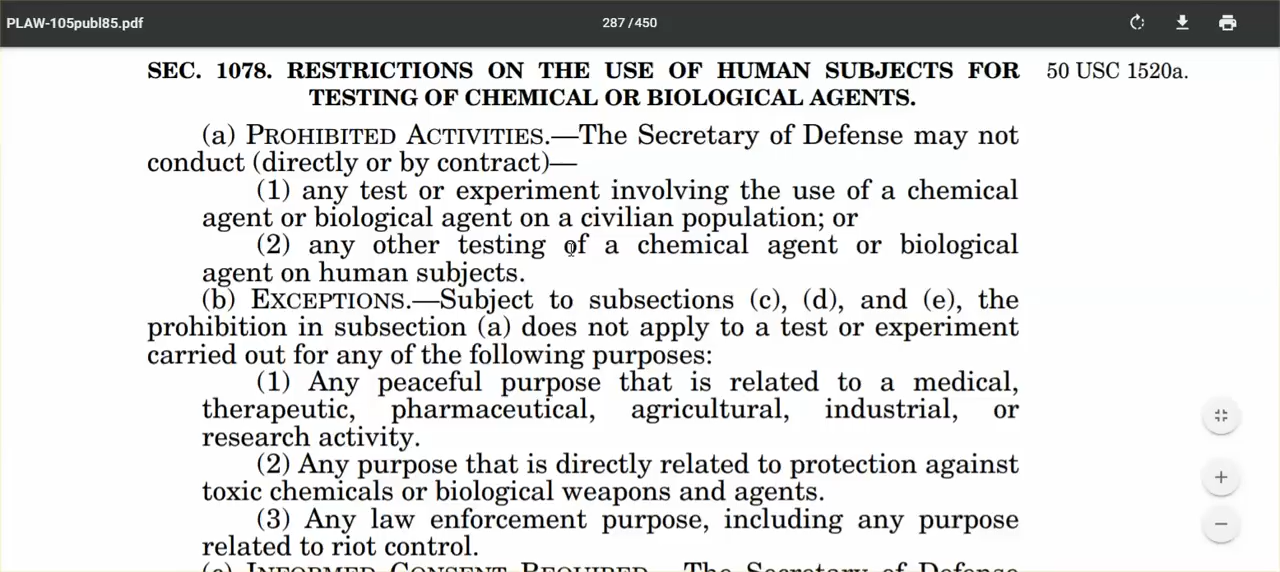 PLAW-105publ85.pdf
287 / 450
SEC. 1078. RESTRICTIONS ON THE USE OF HUMAN SUBJECTS FOR
TESTING OF CHEMICAL OR BIOLOGICAL AGENTS.
50 USC 1520a.
(a) PROHIBITED ACTIVITIES.—The Secretary of Defense may not
conduct (directly or by contract)—
(1) any test or experiment involving the use of a chemical
agent or biological agent on a civilian population; or
(2) any other testing of a chemical agent or biological
agent on human subjects.
(b) EXCEPTIONS.—Subject to subsections (c), (d), and (e), the
prohibition in subsection (a) does not apply to a test or experiment
carried out for any of the following purposes:
(1) Any peaceful purpose that is related to a medical,
therapeutic, pharmaceutical, agricultural, industrial, or
research activity.
(2) Any purpose that is directly related to protection against
toxic chemicals or biological weapons and agents.
(3) Any law enforcement purpose, including any purpose
related to riot control.
(c) INFORMED CONSENT REQUIRED.—The Secretary of Defense